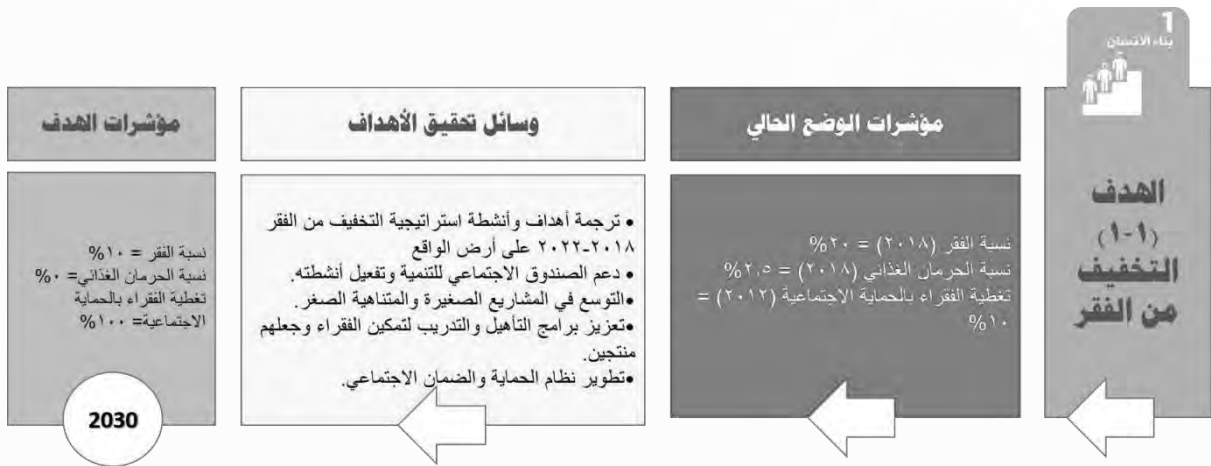 1
بناء الانسان
الهدف
(١-١)
التخفيف
من الفقر
مؤشرات الوضع الحالي
نسبة الفقر (٢٠١٨) = ٢٠%
نسبة الحرمان الغذائي (٢٠١٨) = ٢.٥%
تغطية الفقراء بالحماية الاجتماعية (٢٠١٢) =
١٠%
وسائل تحقيق الأهداف
• ترجمة أهداف وأنشطة استراتيجية التخفيف من الفقر
٢٠١٨-٢٠٢٢ على أرض الواقع
• دعم الصندوق الاجتماعي للتنمية وتفعيل أنشطته.
•التوسع في المشاريع الصغيرة والمتناهية الصغر.
•تعزيز برامج التأهيل والتدريب لتمكين الفقراء وجعلهم
منتجين.
•تطوير نظام الحماية والضمان الاجتماعي.
مؤشرات الهدف
نسبة الفقر = ١٠%
نسبة الحرمان الغذائي= ٠%
تغطية الفقراء بالحماية
الاجتماعية= ١٠٠%
2030